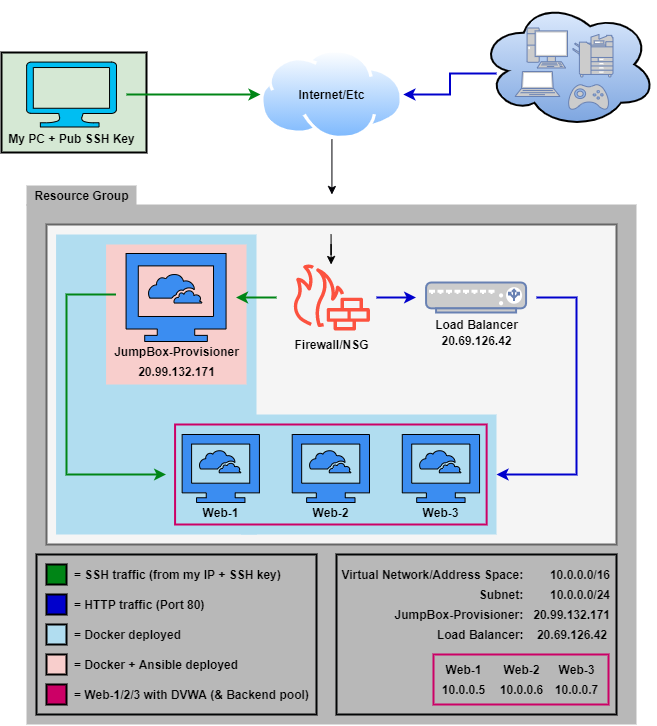 Internet/Etc
My PC + Pub SSH Key
Resource Group
JumpBox-Provisioner
20.99.132.171
Firewall/NSG
Load Balancer
20.69.126.42
Web-1
Web-2
Web-3
= SSH traffic (from my IP + SSH key)
= HTTP traffic (Port 80)
= Docker deployed
= Docker + Ansible deployed
= Web-1/2/3 with DVWA (& Backend pool)
Virtual Network/Address Space: 10.0.0.0/16
Subnet: 10.0.0.0/24
JumpBox-Provisioner: 20.99.132.171
Load Balancer: 20.69.126.42
Web-1 Web-2 Web-3
10.0.0.5 10.0.0.6 10.0.0.7